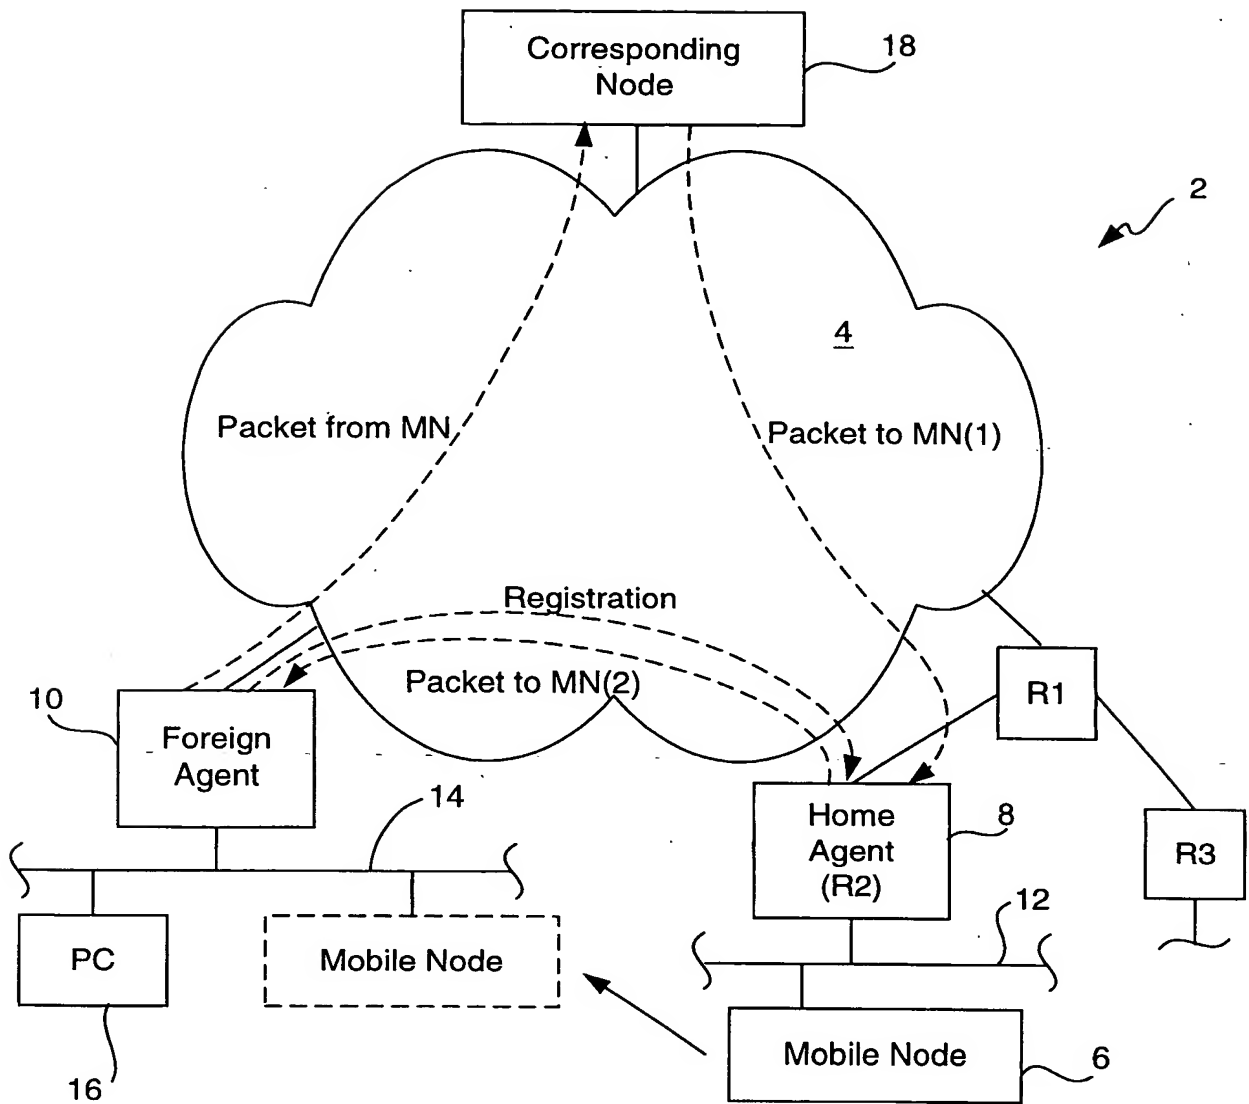 Corresponding
Node
18
2
4
Packet from MN
Packet to MN(1)
Registration
Packet to MN(2)
R1
10
Foreign
Agent
14
Home
Agent
(R2)
8
R3
12
PC
Mobile Node
Mobile Node
6
16